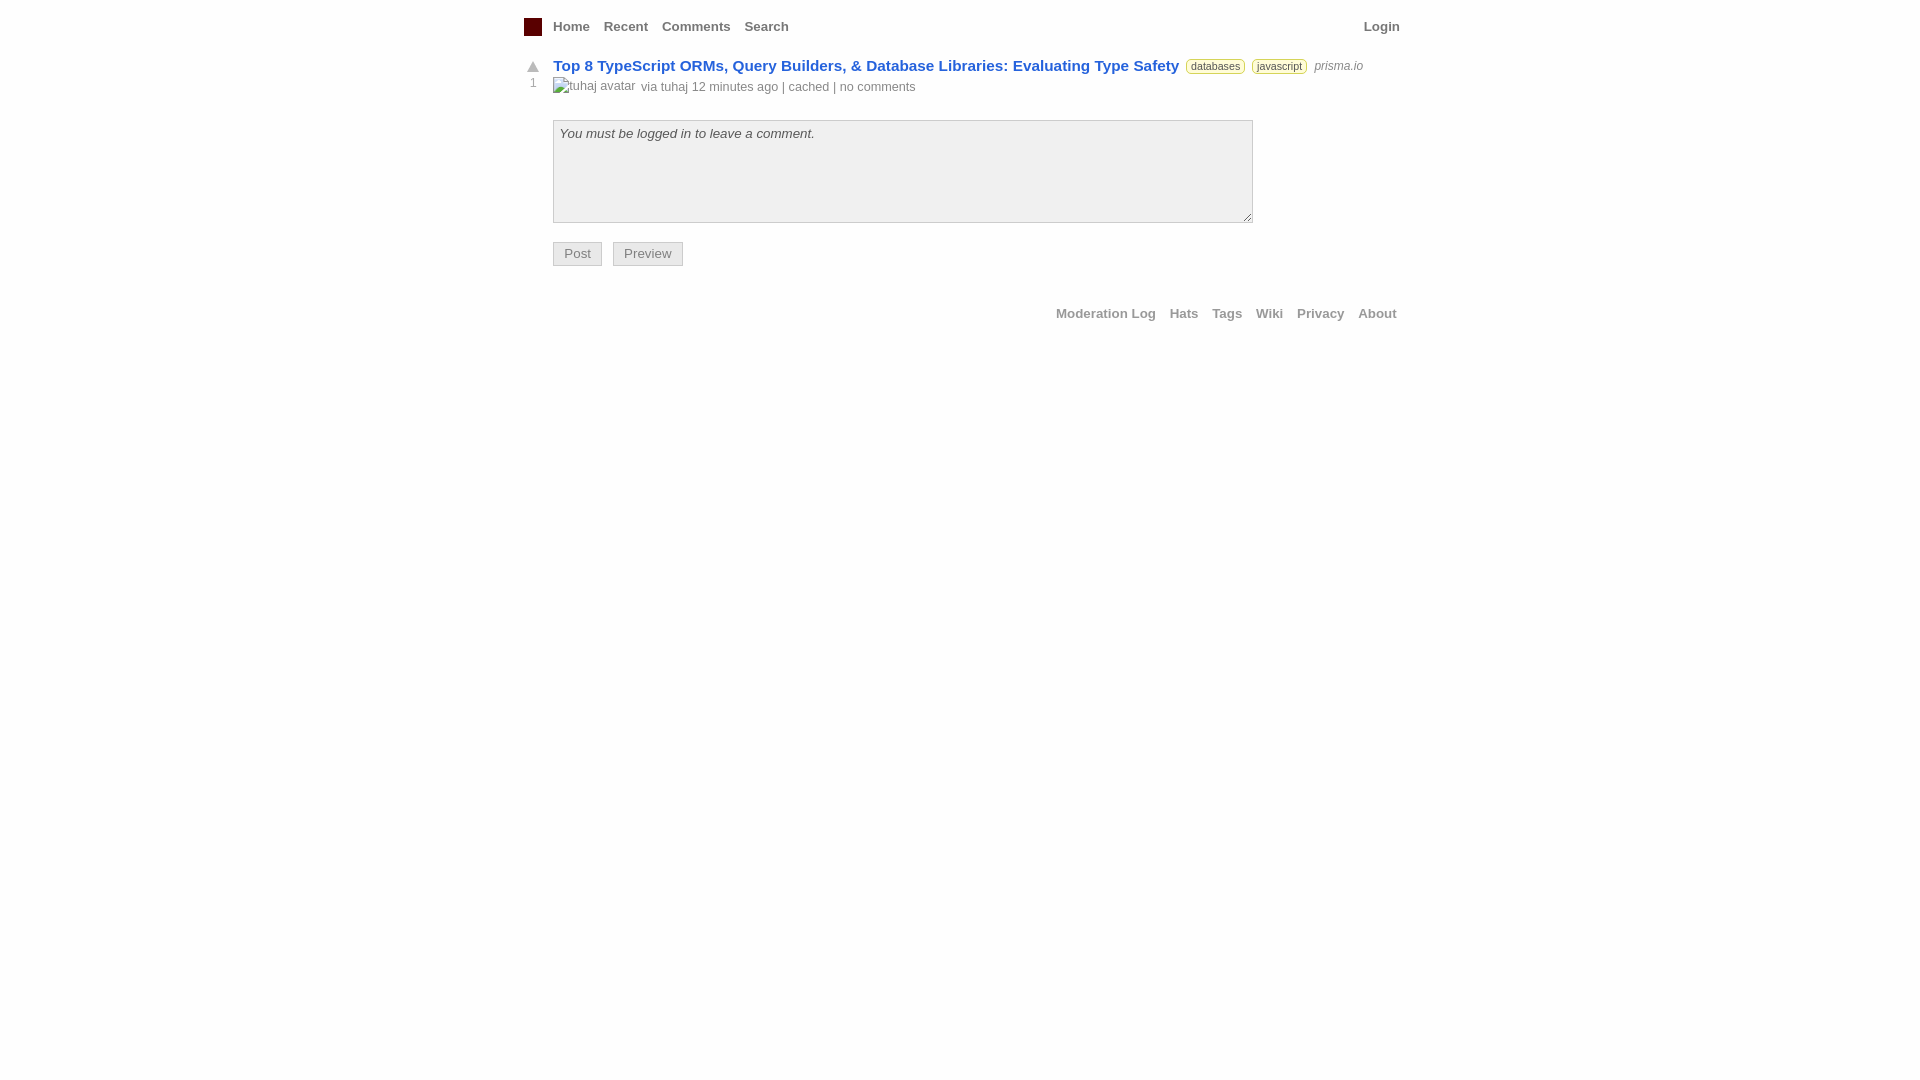 Home Recent Comments Search Login
Top 8 TypeScript ORMs, Query Builders, & Database Libraries: Evaluating Type Safety databases javascript prisma.io
1 tuhaj avatar via tuhaj 12 minutes ago | cached | no comments
You must be logged in to leave a comment.
Post Preview
Moderation Log Hats Tags Wiki Privacy About